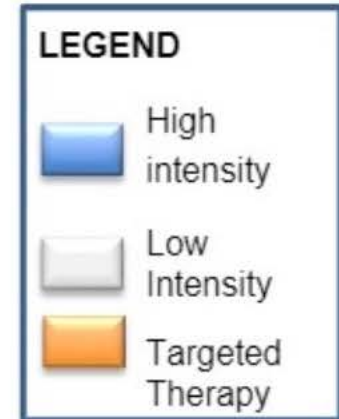 LEGEND
High
intensity
Low
Intensity
Targeted
Therapy